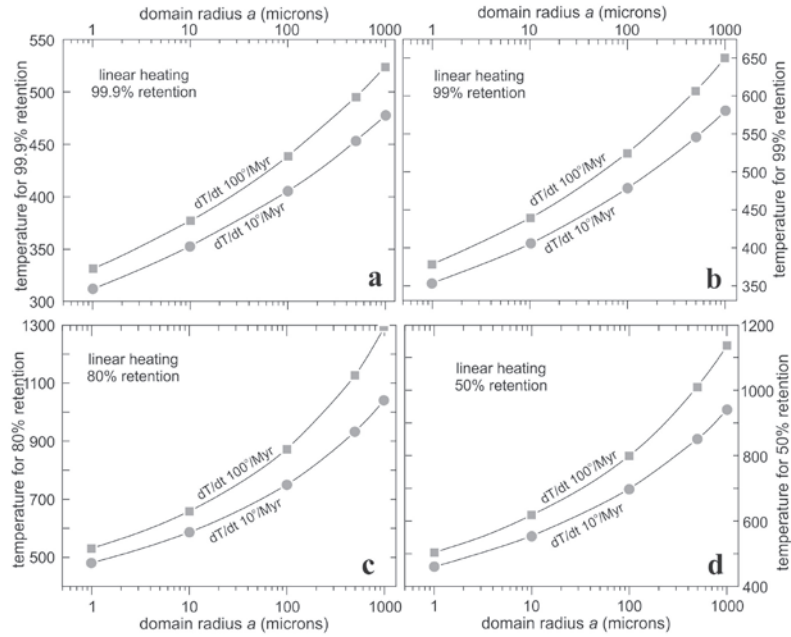 domain radius a (microns)
1 10 100 1000
550
500
450
400
350
300
temperature for 99.9% retention
linear heating
99.9% retention
dT/dt 100°/Myr
dT/dt 10°/Myr
a
domain radius a (microns)
1 10 100 1000
650
600
550
500
450
400
350
temperature for 99% retention
linear heating
99% retention
dT/dt 100°/Myr
dT/dt 10°/Myr
b
1300
1100
900
700
500
temperature for 80% retention
linear heating
80% retention
dT/dt 100°/Myr
dT/dt 10°/Myr
c
1 10 100 1000
domain radius a (microns)
1200
1000
800
600
400
temperature for 50% retention
linear heating
50% retention
dT/dt 100°/Myr
dT/dt 10°/Myr
d
1 10 100 1000
domain radius a (microns)